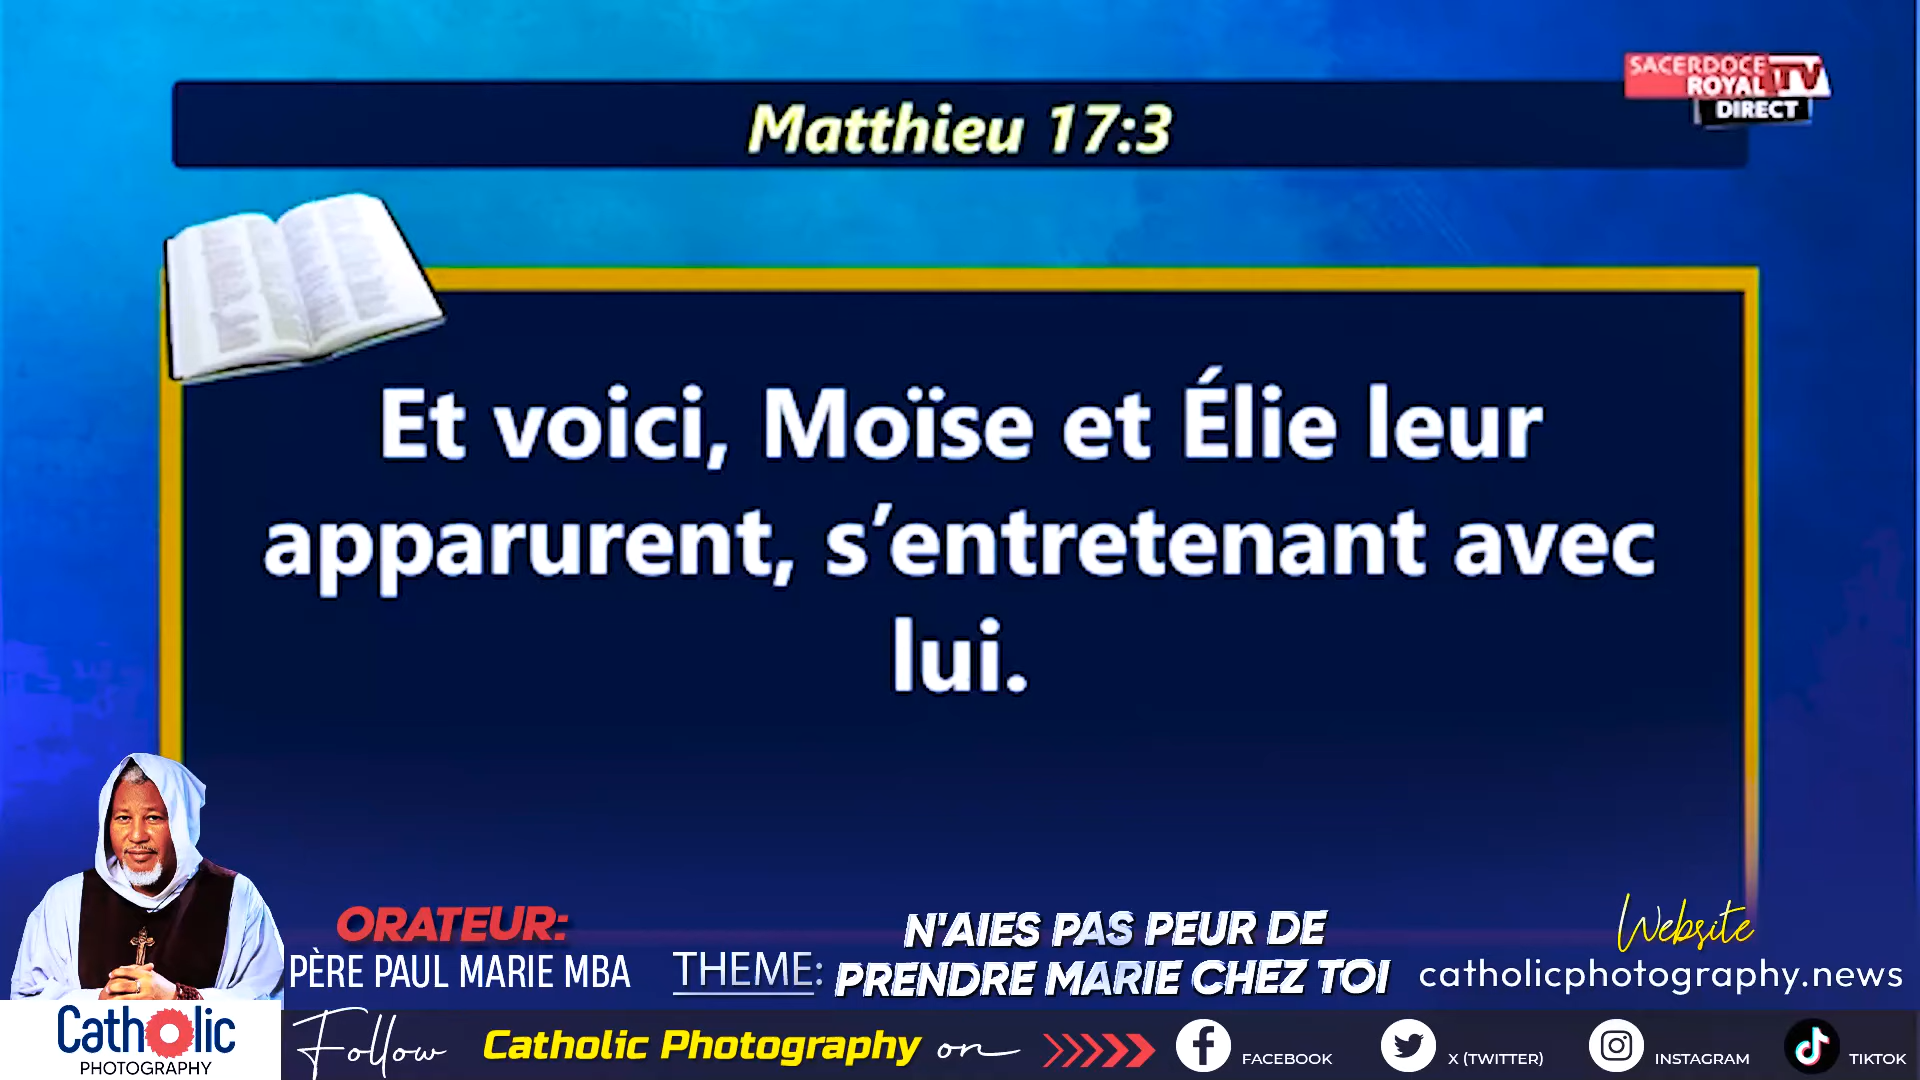 SACERDOCE
ROYAL TV
DIRECT
Matthieu 17:3
Et voici, Moïse et Élie leur
apparurent, s’entretenant avec
lui.
ORATEUR:
PÈRE PAUL MARIE MBA
THEME:
N'AIES PAS PEUR DE
PRENDRE MARIE CHEZ TOI
Website
catholicphotography.news
Catholic
PHOTOGRAPHY
Follow Catholic Photography on
FACEBOOK
X (TWITTER)
INSTAGRAM
TIKTOK